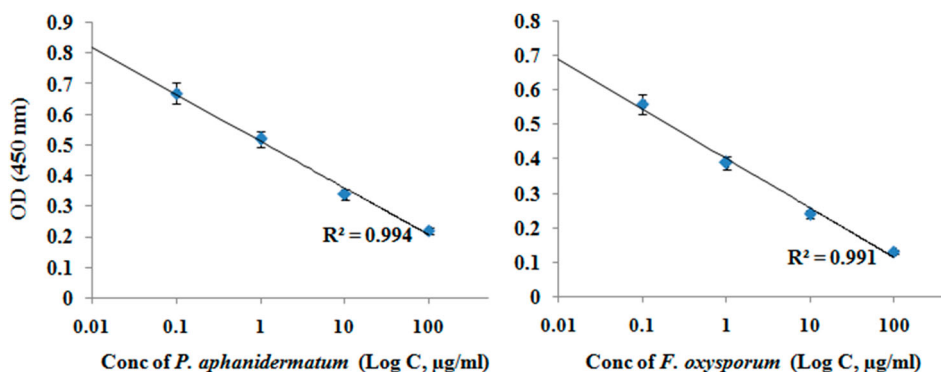 OD (450 nm)
0.9
0.8
0.7
0.6
0.5
0.4
0.3
0.2
0.1
0
R² = 0.994
0.01 0.1 1 10 100
Conc of P. aphanidermatum (Log C, µg/ml)
0.8
0.7
0.6
0.5
0.4
0.3
0.2
0.1
0
R² = 0.991
0.01 0.1 1 10 100
Conc of F. oxysporum (Log C, µg/ml)